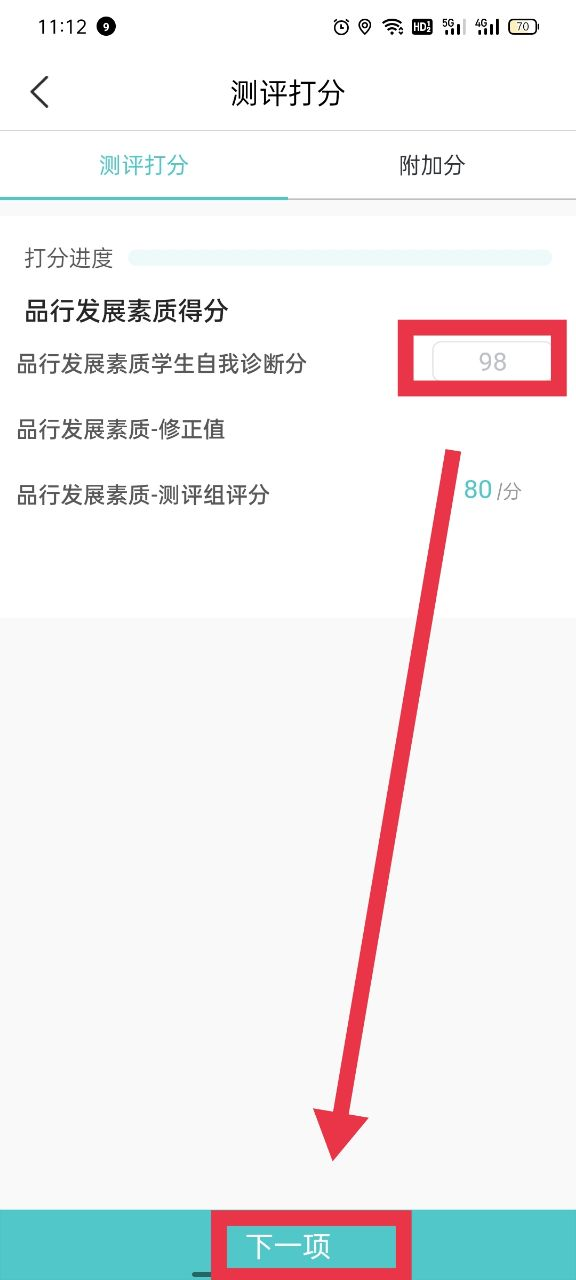 11:12 9 HD 5G 4G 70
测评打分
测评打分 附加分
打分进度
品行发展素质得分
品行发展素质学生自我诊断分 98
品行发展素质-修正值
品行发展素质-测评组评分 80 /分
下一项